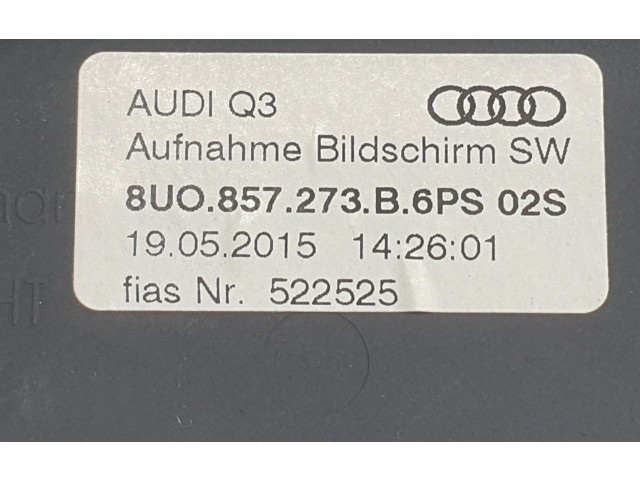 AUDI Q3
Aufnahme Bildschirm SW
8UO.857.273.B.6PS 02S
19.05.2015 14:26:01
fias Nr. 522525